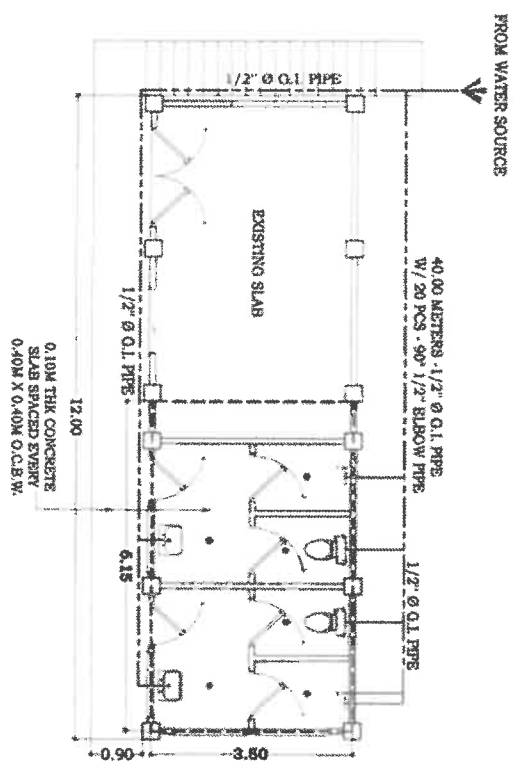 FROM WATER SOURCE
1/2" Ø G.I. PIPE
40.00 METERS - 1/2" Ø G.I. PIPE
W/ 20 PCS - 90° 1/2" ELBOW PIPE
1/2" Ø G.I. PIPE
EXISTING SLAB
1/2" Ø G.I. PIPE
0.10M THK CONCRETE
SLAB SPACED EVERY
0.40M X 0.40M O.C.B.W.
6.15
12.00
0.90
3.80